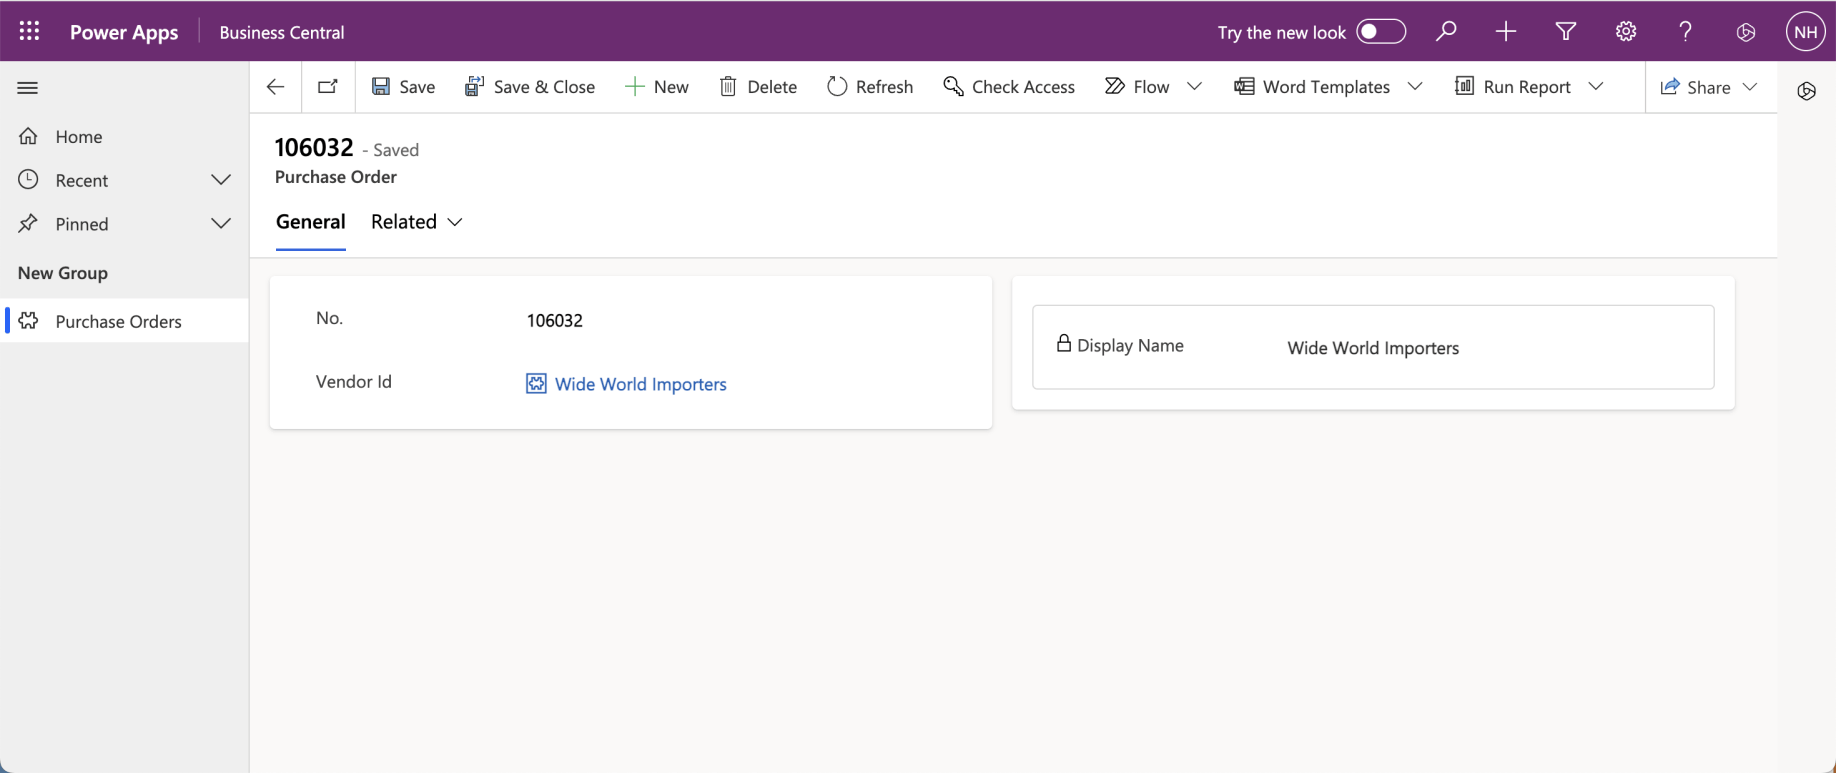 Power Apps Business Central Try the new look ? NH
Save Save & Close New Delete Refresh Check Access Flow Word Templates Run Report Share
Home
Recent
Pinned
New Group
Purchase Orders
106032 - Saved
Purchase Order
General Related
No. 106032
Vendor Id Wide World Importers
Display Name Wide World Importers